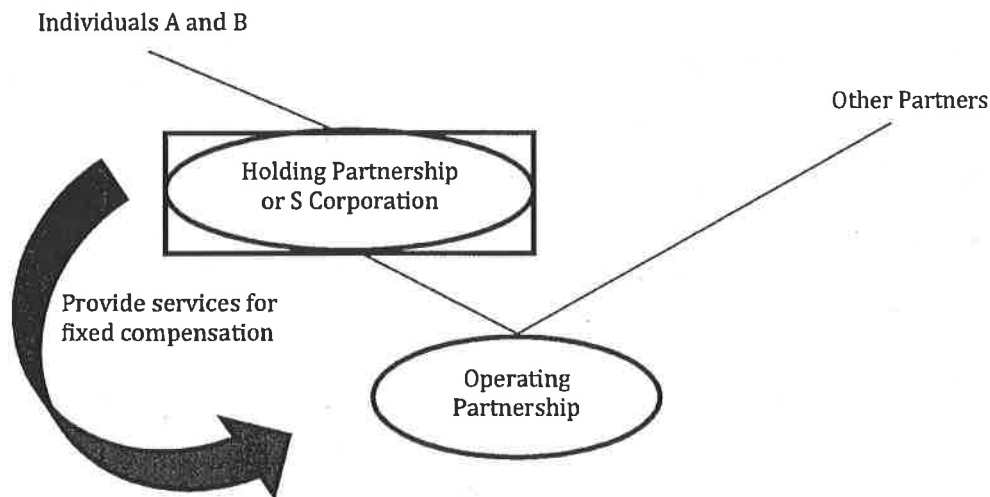 Individuals A and B
Other Partners
Holding Partnership
or S Corporation
Provide services for
fixed compensation
Operating
Partnership